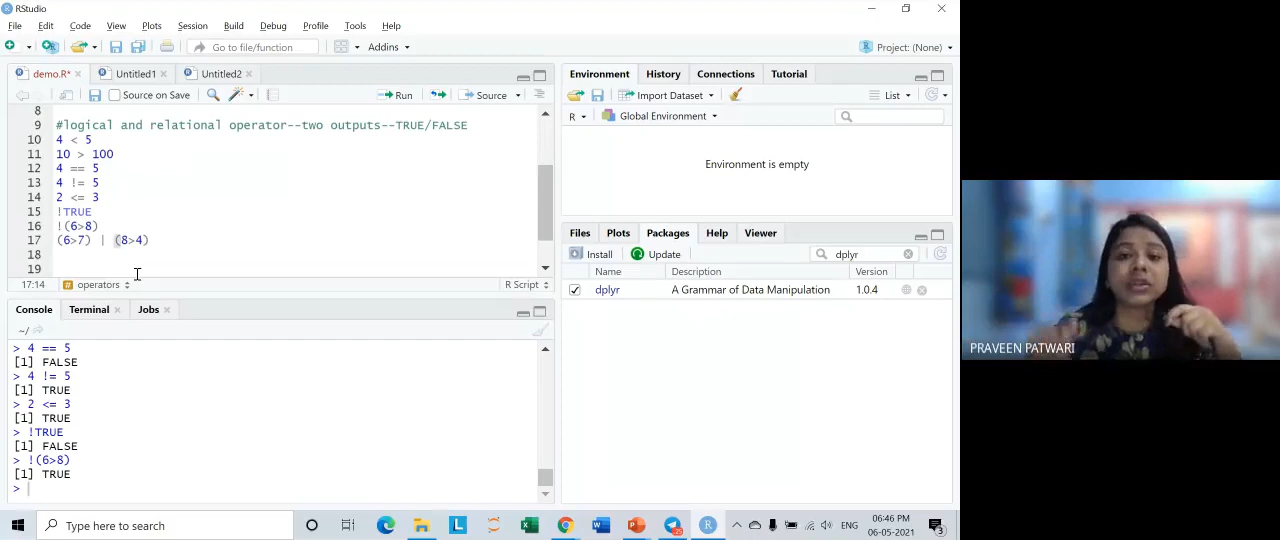 RStudio
File Edit Code View Plots Session Build Debug Profile Tools Help
Go to file/function Addins Project: (None)
demo.R* Untitled1 Untitled2
Source on Save Run Source
8
9 #logical and relational operator--two outputs--TRUE/FALSE
10 4 < 5
11 10 > 100
12 4 == 5
13 4 != 5
14 2 <= 3
15 !TRUE
16 !(6>8)
17 (6>7) | (8>4)
18
19
17:14 # operators R Script
Console Terminal Jobs
~/
> 4 == 5
[1] FALSE
> 4 != 5
[1] TRUE
> 2 <= 3
[1] TRUE
> !TRUE
[1] FALSE
> !(6>8)
[1] TRUE
>
Environment History Connections Tutorial
Import Dataset List
R Global Environment
Environment is empty
Files Plots Packages Help Viewer
Install Update dplyr
Name Description Version
dplyr A Grammar of Data Manipulation 1.0.4
PRAVEEN PATWARI
Type here to search
ENG
06:46 PM
06-05-2021
3